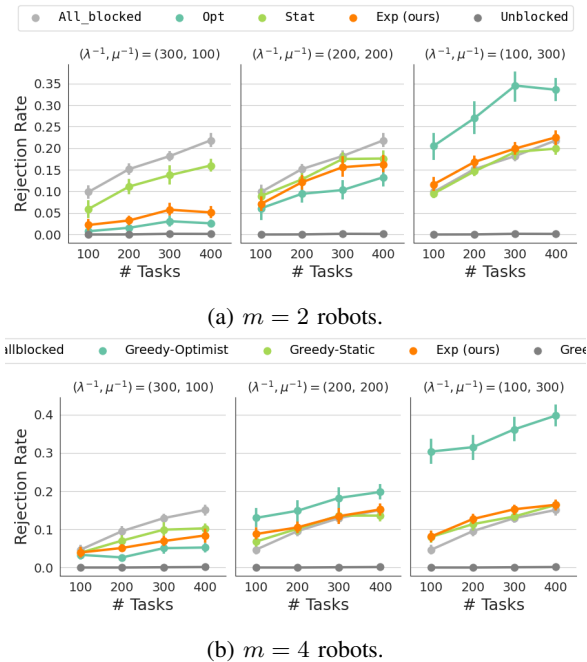 All_blocked Opt Stat Exp (ours) Unblocked
(λ⁻¹, μ⁻¹) = (300, 100) (λ⁻¹, μ⁻¹) = (200, 200) (λ⁻¹, μ⁻¹) = (100, 300)
Rejection Rate
0.35
0.30
0.25
0.20
0.15
0.10
0.05
0.00
100 200 300 400 100 200 300 400 100 200 300 400
# Tasks # Tasks # Tasks
(a) m = 2 robots.
allblocked Greedy-Optimist Greedy-Static Exp (ours) Gree
(λ⁻¹, μ⁻¹) = (300, 100) (λ⁻¹, μ⁻¹) = (200, 200) (λ⁻¹, μ⁻¹) = (100, 300)
Rejection Rate
0.4
0.3
0.2
0.1
0.0
100 200 300 400 100 200 300 400 100 200 300 400
# Tasks # Tasks # Tasks
(b) m = 4 robots.